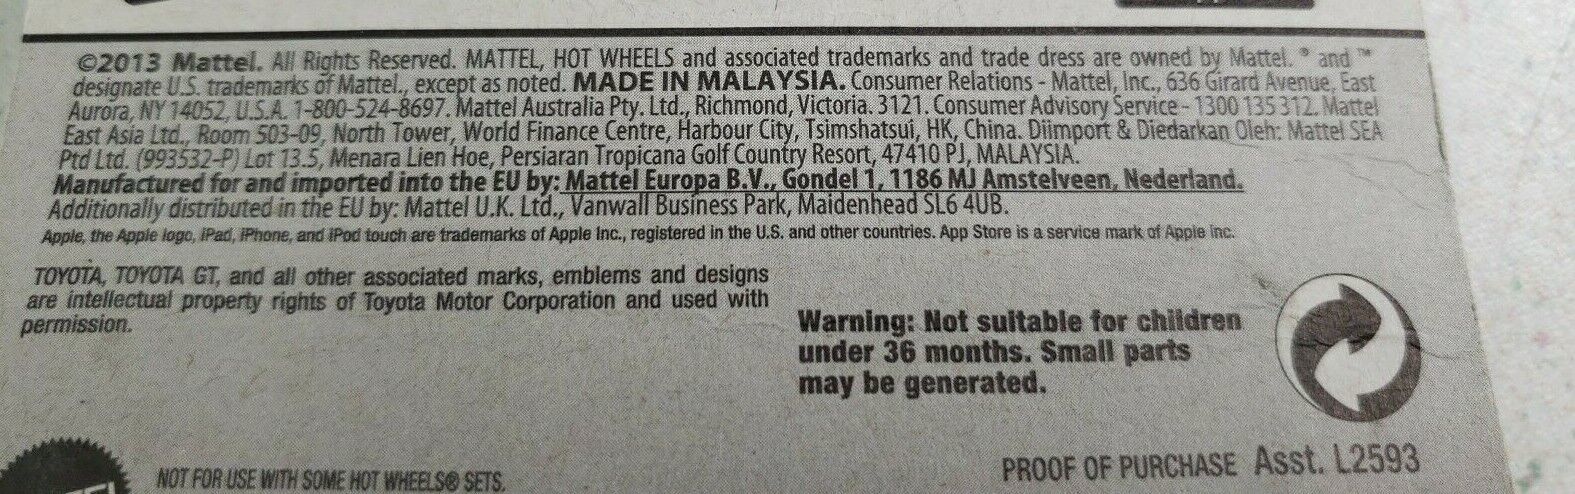 ©2013 Mattel. All Rights Reserved. MATTEL, HOT WHEELS and associated trademarks and trade dress are owned by Mattel. ® and ™
designate U.S. trademarks of Mattel., except as noted. MADE IN MALAYSIA. Consumer Relations - Mattel, Inc., 636 Girard Avenue, East
Aurora, NY 14052, U.S.A. 1-800-524-8697. Mattel Australia Pty. Ltd., Richmond, Victoria. 3121. Consumer Advisory Service - 1300 135 312. Mattel
East Asia Ltd., Room 503-09, North Tower, World Finance Centre, Harbour City, Tsimshatsui, HK, China. Diimport & Diedarkan Oleh: Mattel SEA
Ptd Ltd. (993532-P) Lot 13.5, Menara Lien Hoe, Persiaran Tropicana Golf Country Resort, 47410 PJ, MALAYSIA.
Manufactured for and imported into the EU by: Mattel Europa B.V., Gondel 1, 1186 MJ Amstelveen, Nederland.
Additionally distributed in the EU by: Mattel U.K. Ltd., Vanwall Business Park, Maidenhead SL6 4UB.
Apple, the Apple logo, iPad, iPhone, and iPod touch are trademarks of Apple Inc., registered in the U.S. and other countries. App Store is a service mark of Apple Inc.
TOYOTA, TOYOTA GT, and all other associated marks, emblems and designs
are intellectual property rights of Toyota Motor Corporation and used with
permission.
Warning: Not suitable for children
under 36 months. Small parts
may be generated.
PROOF OF PURCHASE Asst. L2593
NOT FOR USE WITH SOME HOT WHEELS® SETS.